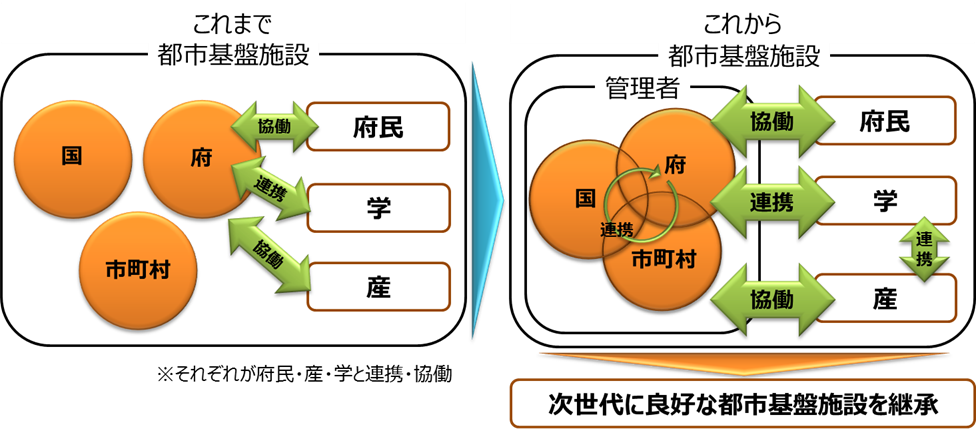 これまで
都市基盤施設
国
府
市町村
協働
連携
協働
府民
学
産
※それぞれが府民・産・学と連携・協働
これから
都市基盤施設
管理者
国
府
市町村
連携
協働
連携
協働
府民
学
連携
産
次世代に良好な都市基盤施設を継承